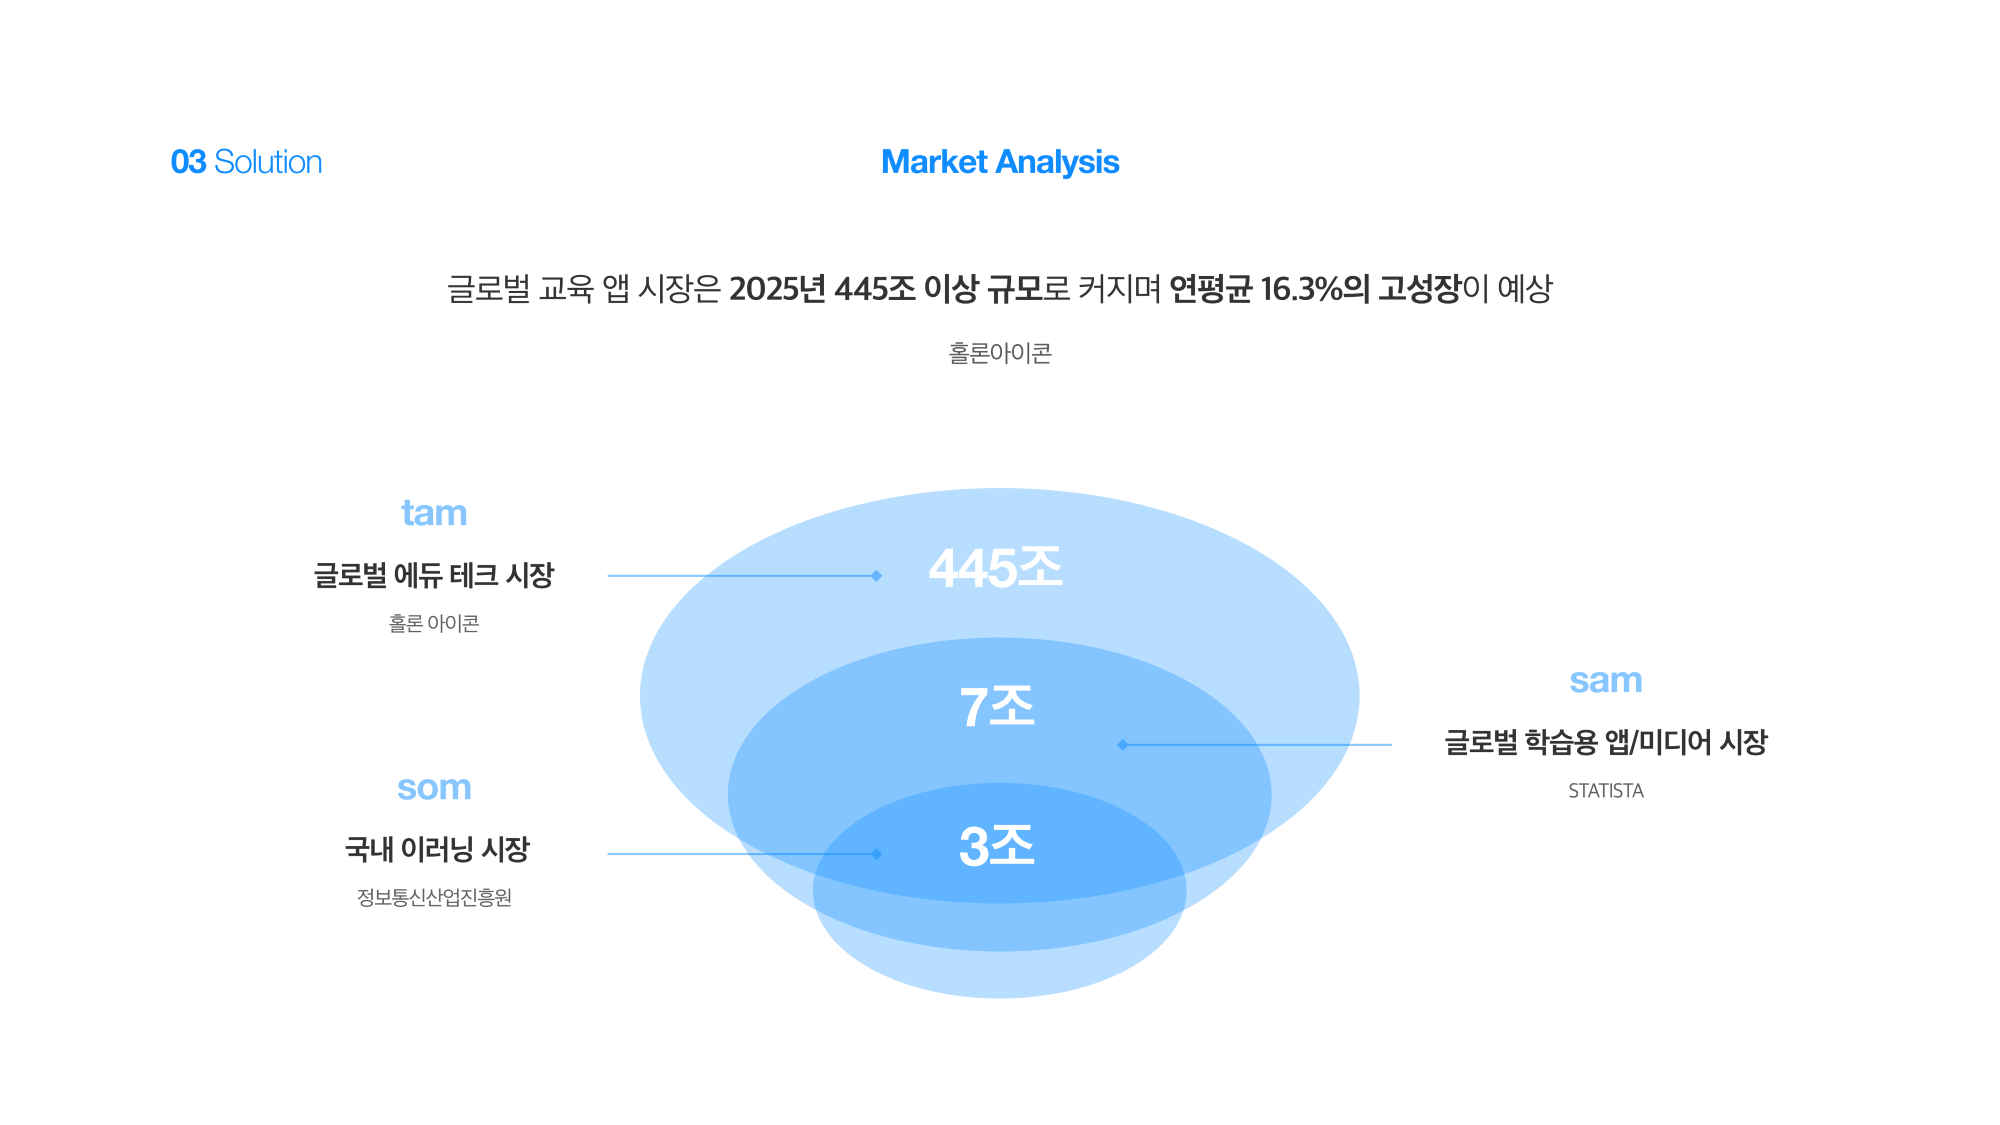 03 Solution
Market Analysis
글로벌 교육 앱 시장은 2025년 445조 이상 규모로 커지며 연평균 16.3%의 고성장이 예상
홀론아이콘
tam
글로벌 에듀 테크 시장
홀론 아이콘
445조
7조
sam
글로벌 학습용 앱/미디어 시장
STATISTA
som
국내 이러닝 시장
정보통신산업진흥원
3조